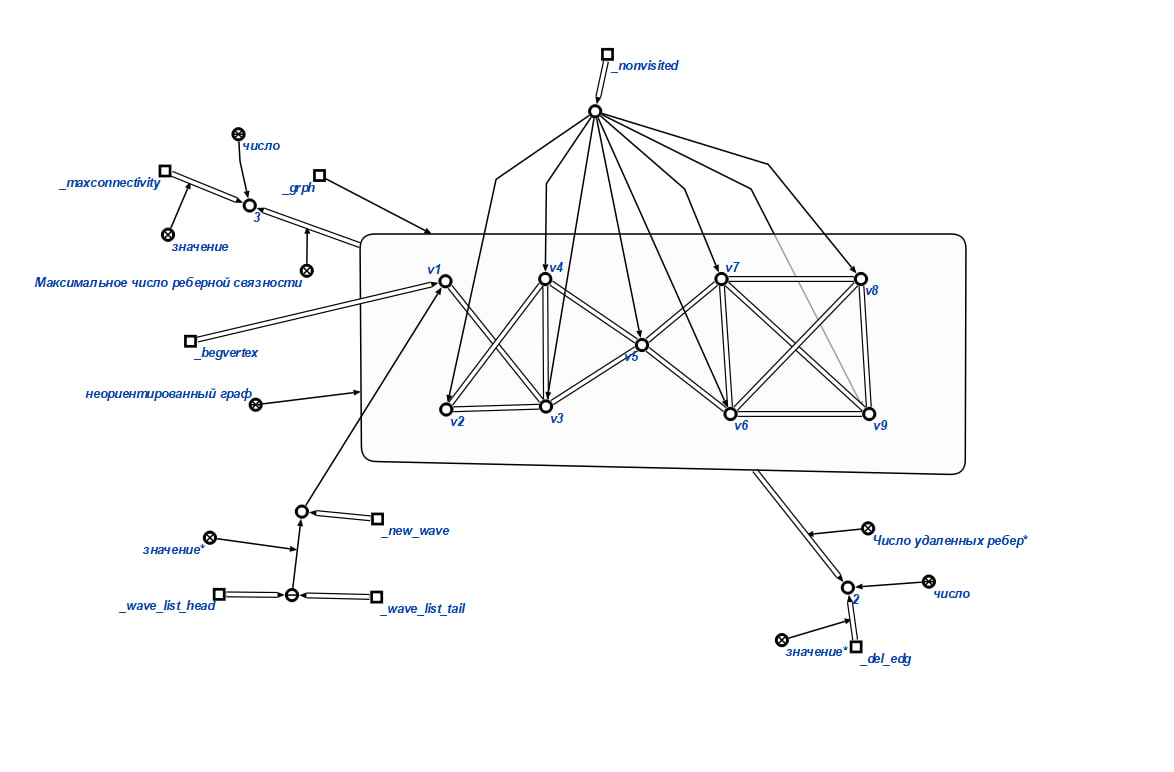 _nonvisited
число
_maxconnectivity
_grph
3
значение
v1
v4
v7
Максимальное число реберной связности
v8
_begvertex
v5
неориентированный граф
v2
v3
v6
v9
_new_wave
значение*
Число удаленных ребер*
_wave_list_head
_wave_list_tail
2
число
значение*
_del_edg